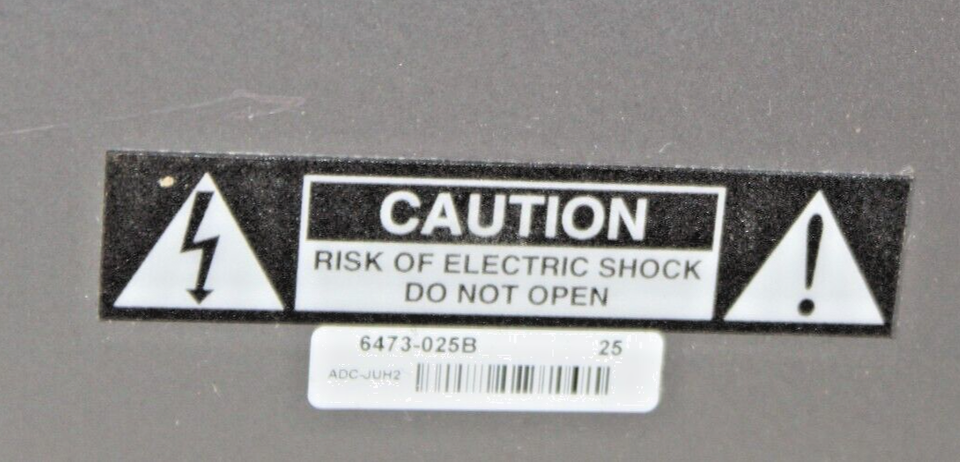 CAUTION
RISK OF ELECTRIC SHOCK
DO NOT OPEN
6473-025B 25
ADC-JUH2